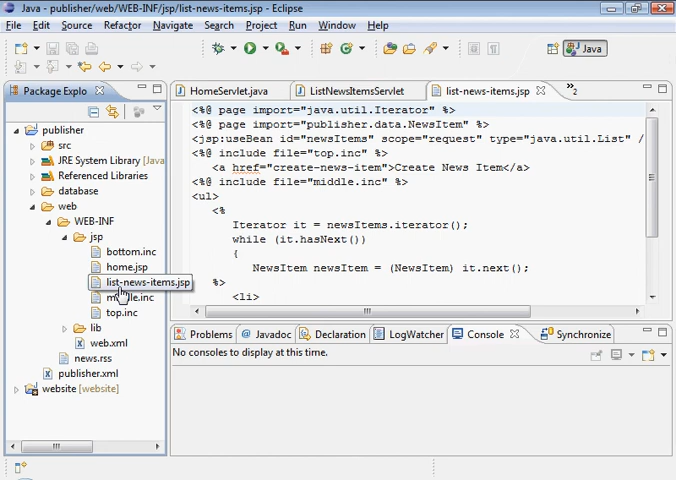 Java - publisher/web/WEB-INF/jsp/list-news-items.jsp - Eclipse
File Edit Source Refactor Navigate Search Project Run Window Help
Java
Package Explo
HomeServlet.java
ListNewsItemsServlet
list-news-items.jsp
»2
publisher
src
JRE System Library [Java
Referenced Libraries
database
web
WEB-INF
jsp
bottom.inc
home.jsp
list-news-items.jsp
top.inc
lib
web.xml
news.rss
publisher.xml
website [website]
<%@ page import="java.util.Iterator" %>
<%@ page import="publisher.data.NewsItem" %>
<jsp:useBean id="newsItems" scope="request" type="java.util.List" /
<%@ include file="top.inc" %>
<a href="create-news-item">Create News Item</a>
<%@ include file="middle.inc" %>
<ul>
<%
Iterator it = newsItems.iterator();
while (it.hasNext())
{
NewsItem newsItem = (NewsItem) it.next();
%>
<li>
Problems
@ Javadoc
Declaration
LogWatcher
Console
Synchronize
No consoles to display at this time.